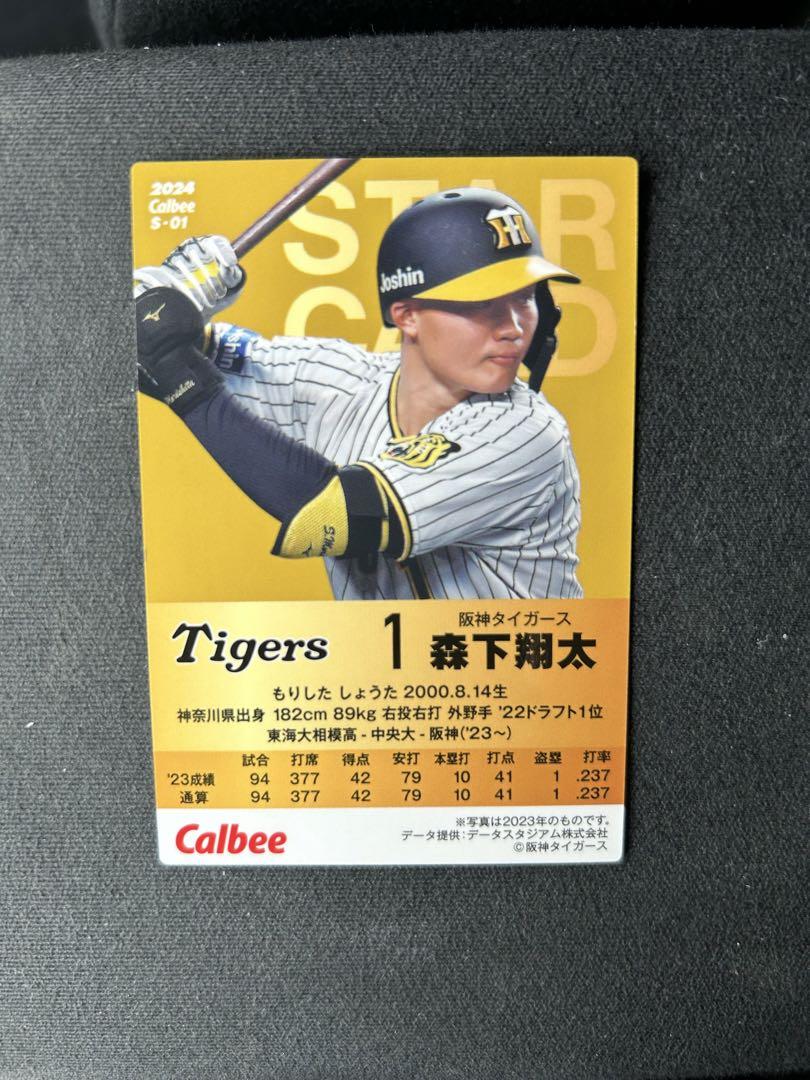 2024
Calbee
S-01
STAR
CARD
Joshin
Tigers
1
阪神タイガース
森下翔太
もりした しょうた 2000.8.14生
神奈川県出身 182cm 89kg 右投右打 外野手 '22ドラフト1位
東海大相模高 - 中央大 - 阪神('23〜)
試合 打席 得点 安打 本塁打 打点 盗塁 打率
'23成績 94 377 42 79 10 41 1 .237
通算 94 377 42 79 10 41 1 .237
Calbee
※写真は2023年のものです。
データ提供：データスタジアム株式会社
©阪神タイガース